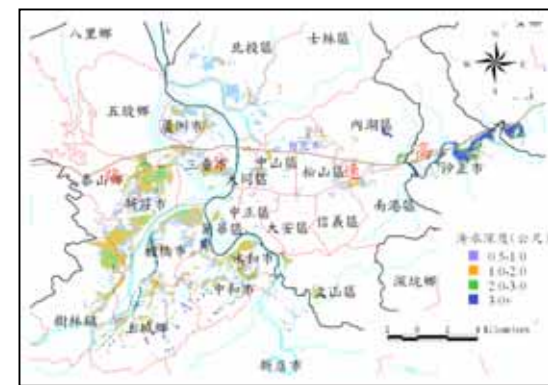 八里鄉
北投區
士林區
N
W
E
S
五股鄉
蘆洲市
內湖區
三重市
中山區
松山區
汐止市
泰山鄉
大同區
新莊市
南港區
中正區
大安區
信義區
萬華區
板橋市
永和市
淹水深度(公尺)
0.5-1.0
1.0-2.0
2.0-3.0
3.0+
中和市
文山區
深坑鄉
樹林鎮
土城鄉
Kilometers
新店市